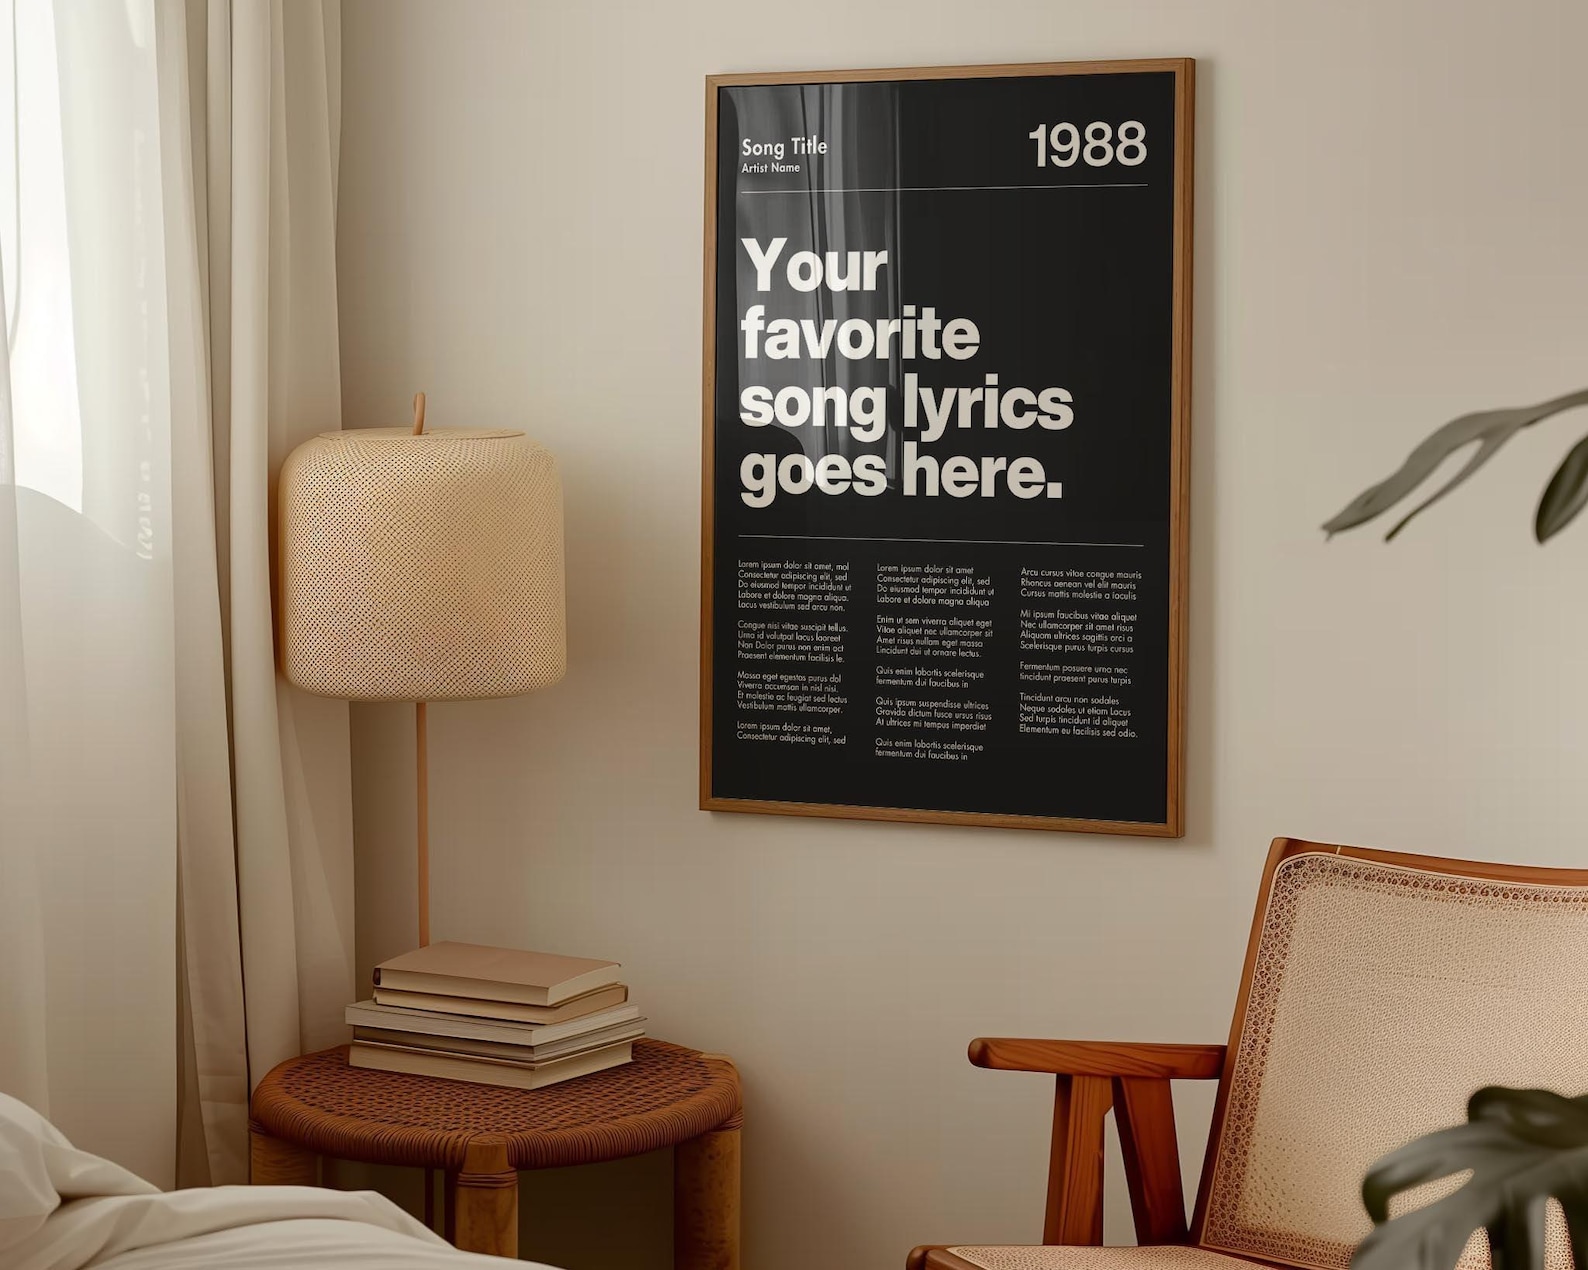 Song Title
Artist Name
1988
Your
favorite
song lyrics
goes here.
Lorem ipsum dolor sit amet, mol
Consectetur adipiscing elit, sed
Do eiusmod tempor incididunt ut
Labore et dolore magna aliqua.
Lacus vestibulum sed arcu non.
Congue nisi vitae suscipit tellus.
Urna id volutpat lacus laoreet
Non Dolor purus non enim act
Praesent elementum facilisis le.
Massa eget egestas purus dol
Viverra accumsan in nisl nisi.
Et molestie ac feugiat sed lectus
Vestibulum mattis ullamcorper.
Lorem ipsum dolor sit amet,
Consectetur adipiscing elit, sed
Lorem ipsum dolor sit amet
Consectetur adipiscing elit, sed
Do eiusmod tempor incididunt ut
Labore et dolore magna aliqua
Enim ut sem viverra aliquet eget
Vitae aliquet nec ullamcorper sit
Amet risus nullam eget massa
Lincidunt dui ut ornare lectus.
Quis enim lobortis scelerisque
fermentum dui faucibus in
Quis ipsum suspendisse ultrices
Gravida dictum fusce ursus risus
At ultrices mi tempus imperdiet
Quis enim lobortis scelerisque
fermentum dui faucibus in
Arcu cursus vitae congue mauris
Rhoncus aenean vel elit mauris
Cursus mattis molestie a iaculis
Mi ipsum faucibus vitae aliquet
Nec ullamcorper sit amet risus
Aliquam ultrices sagittis orci a
Scelerisque purus turpis cursus
Fermentum posuere urna nec
tincidunt praesent purus turpis
Tincidunt arcu non sodales
Neque sodales ut etiam Lacus
Sed turpis tincidunt id aliquet
Elementum eu facilisis sed odio.